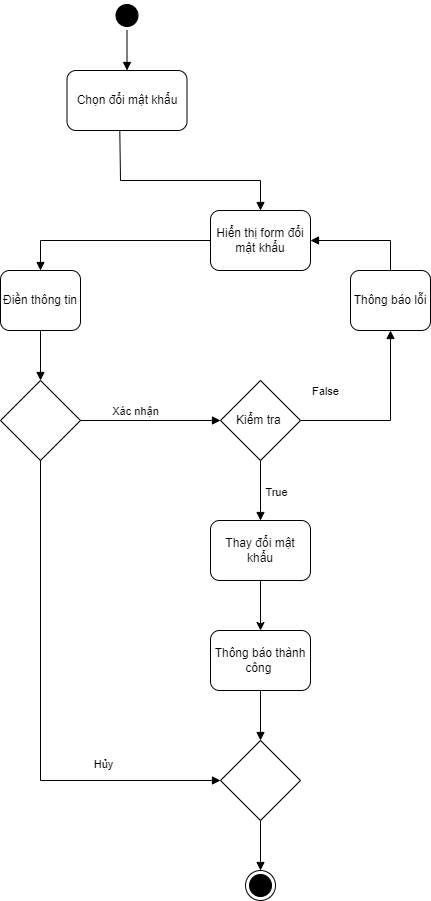 Chọn đổi mật khẩu
Hiển thị form đổi
mật khẩu
Điền thông tin
Thông báo lỗi
Xác nhận
Kiểm tra
False
True
Thay đổi mật
khẩu
Thông báo thành
công
Hủy